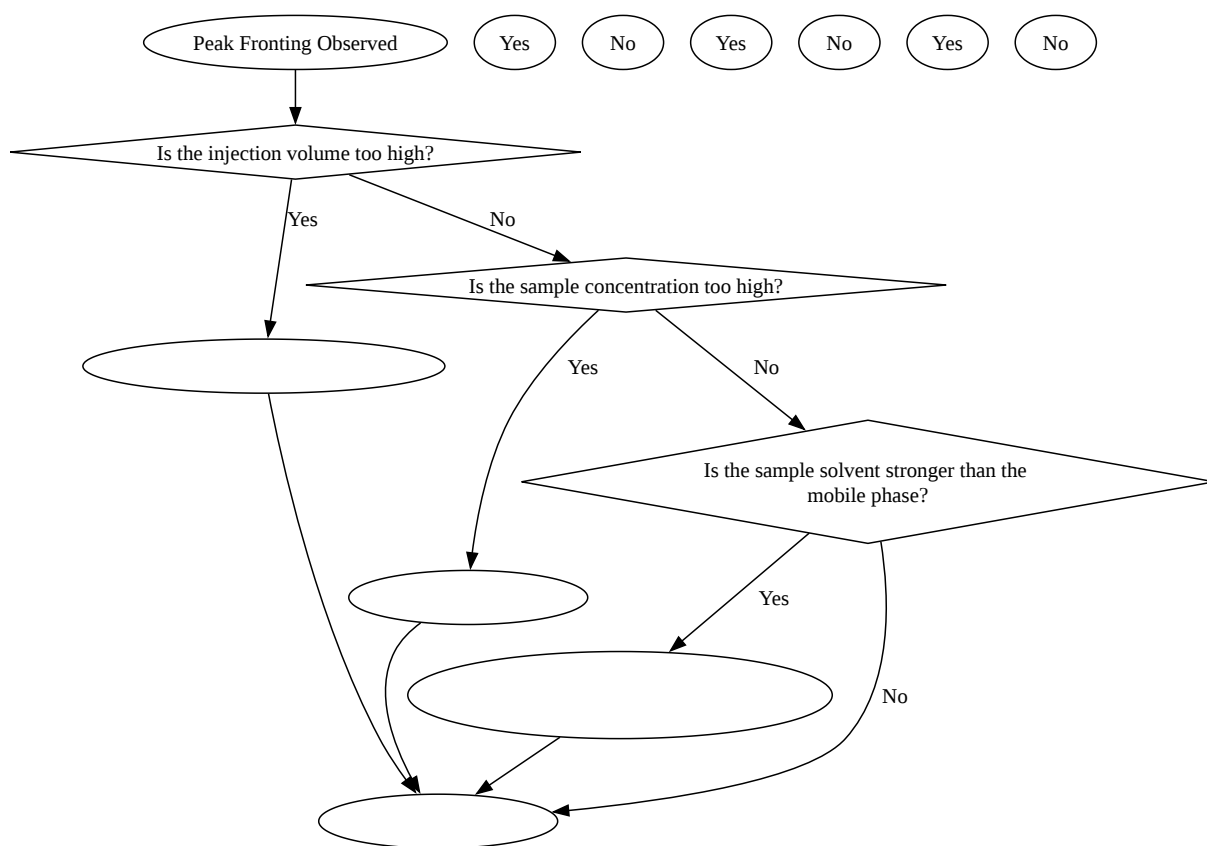 Peak Fronting Observed
Yes
No
Yes
No
Yes
No
Is the injection volume too high?
Yes
No
Is the sample concentration too high?
Yes
No
Is the sample solvent stronger than the
mobile phase?
Yes
No